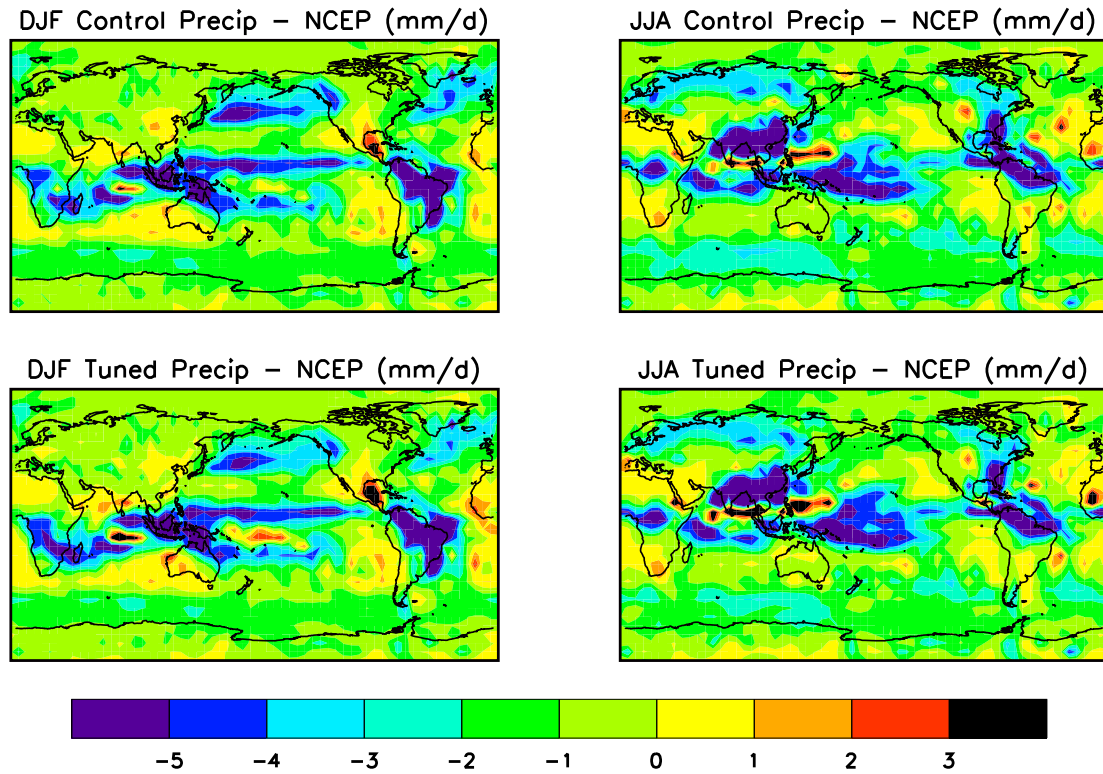 DJF Control Precip − NCEP (mm/d)
JJA Control Precip − NCEP (mm/d)
DJF Tuned Precip − NCEP (mm/d)
JJA Tuned Precip − NCEP (mm/d)
−5 −4 −3 −2 −1 0 1 2 3